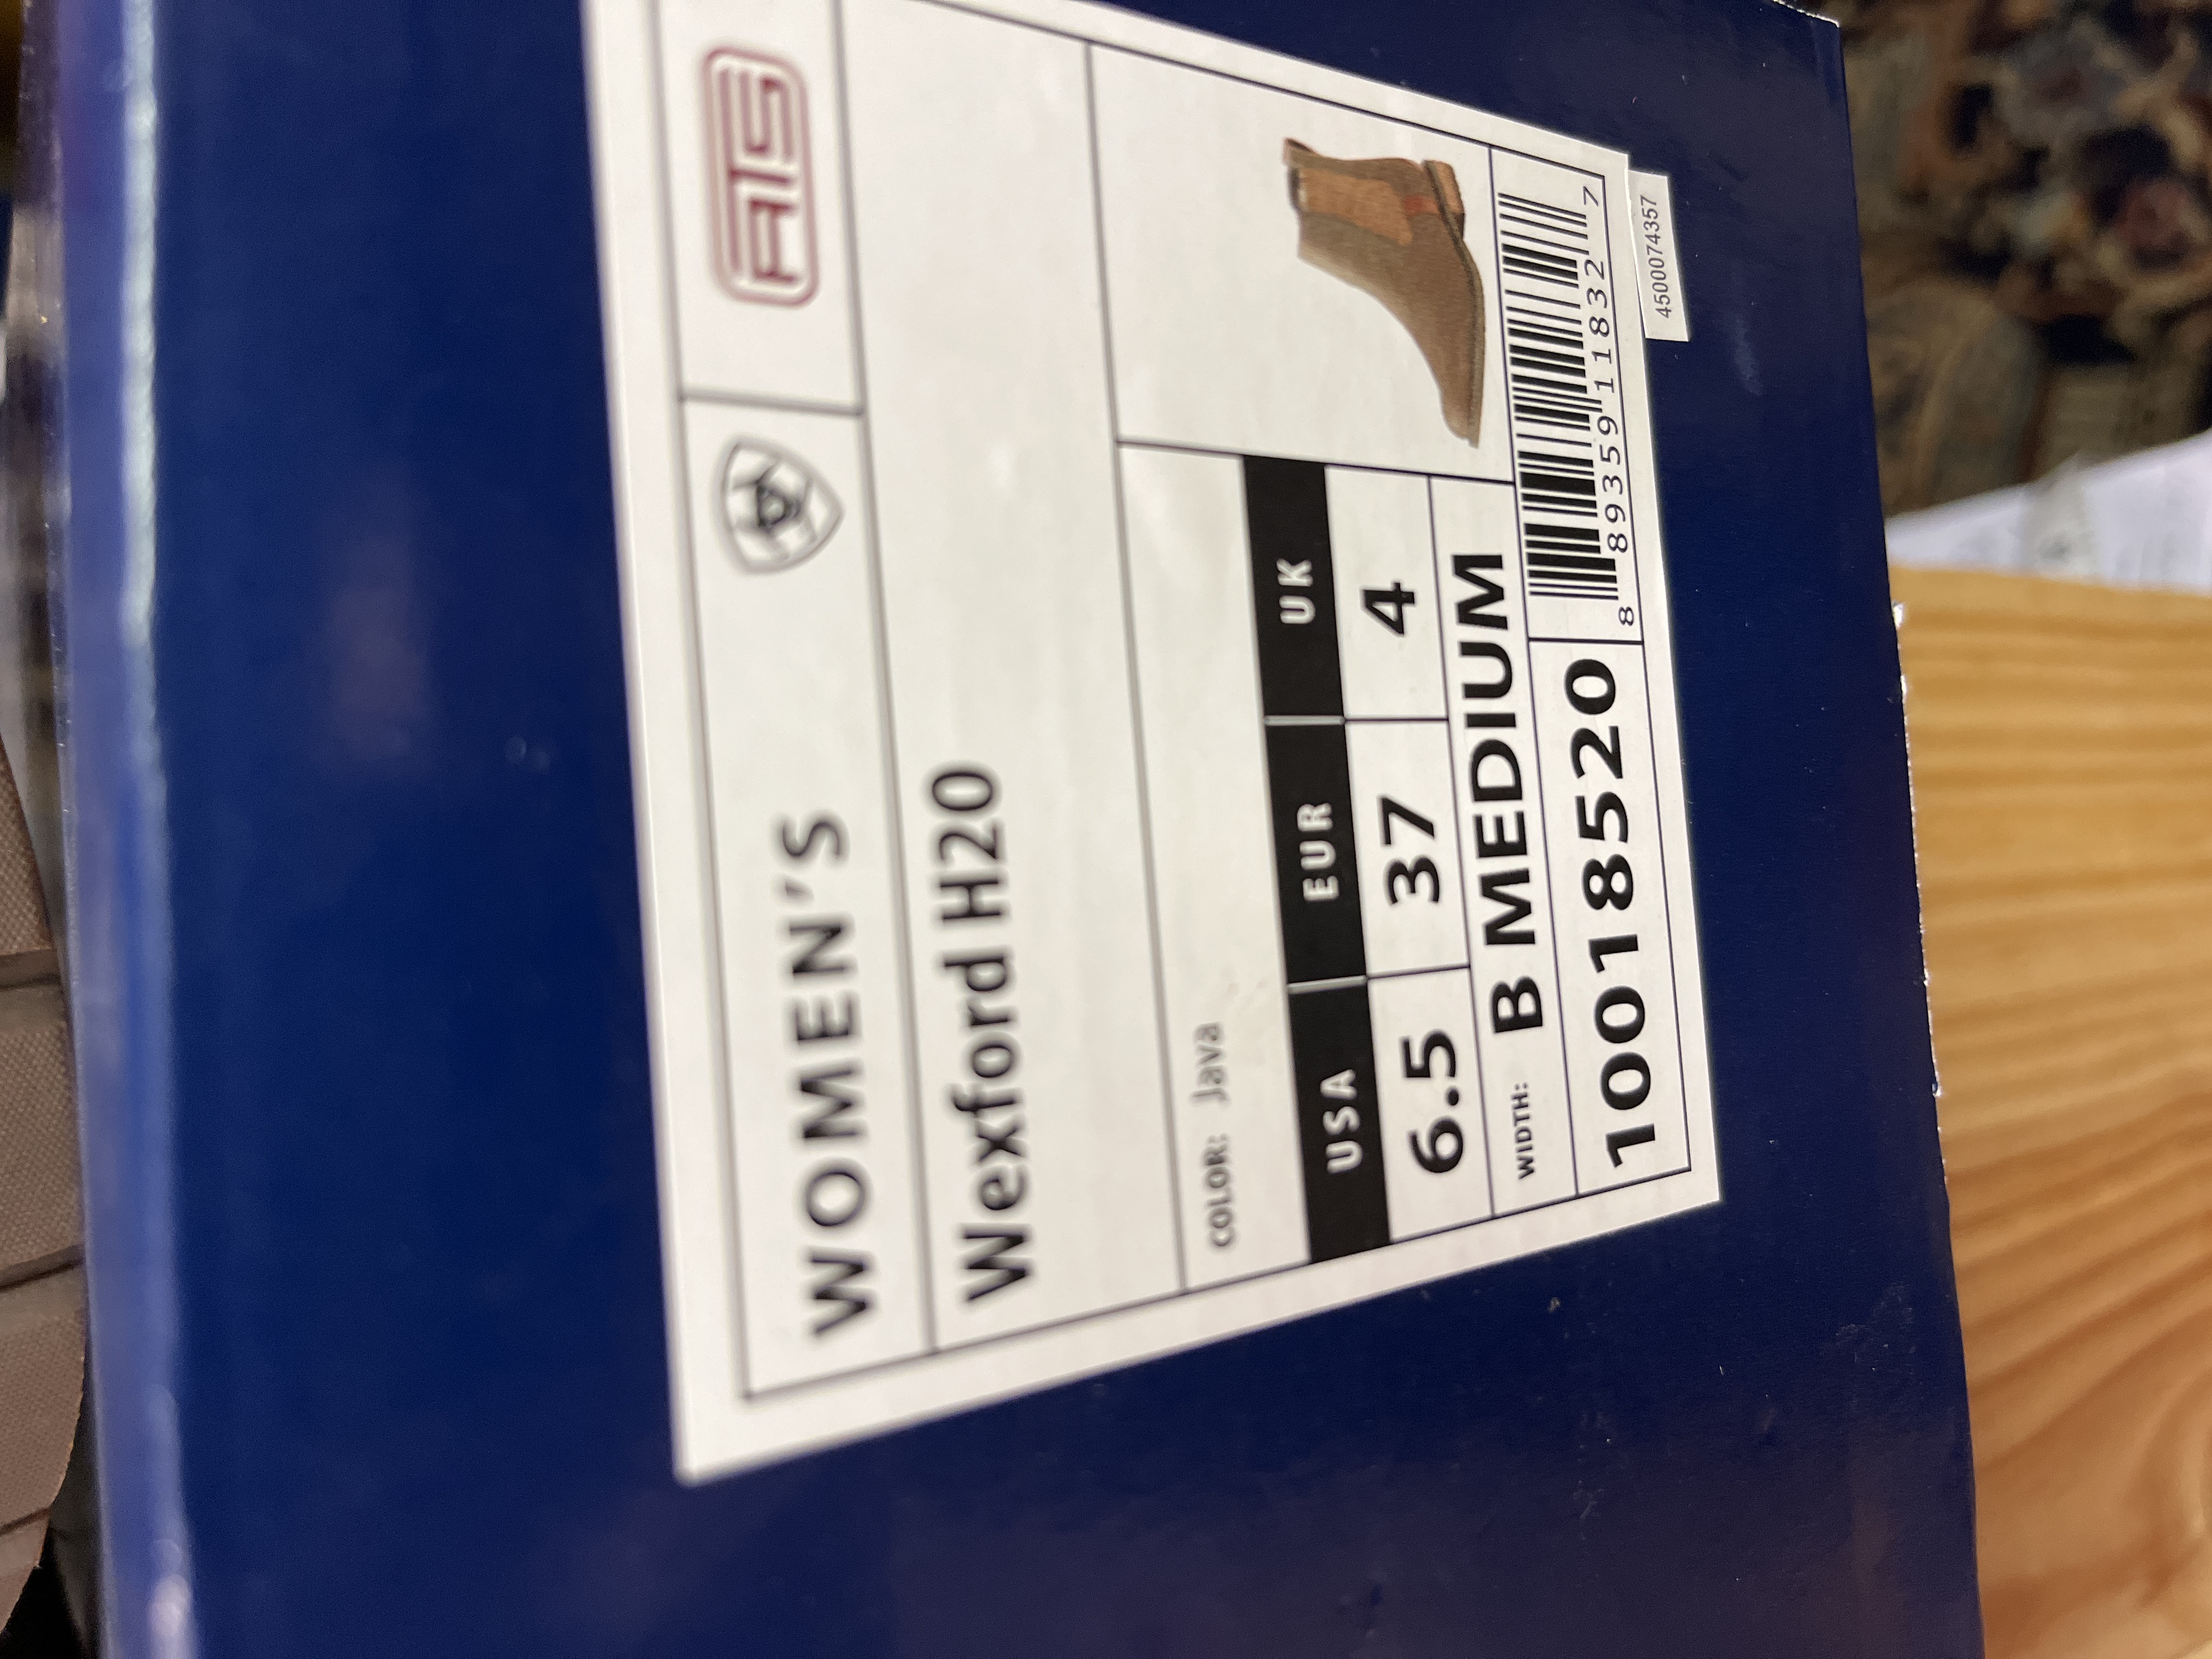 WOMEN'S
ATS
Wexford H20
COLOR: Java
USA EUR UK
6.5 37 4
WIDTH: B MEDIUM
10018520
8 89359 11832 7
4500074357